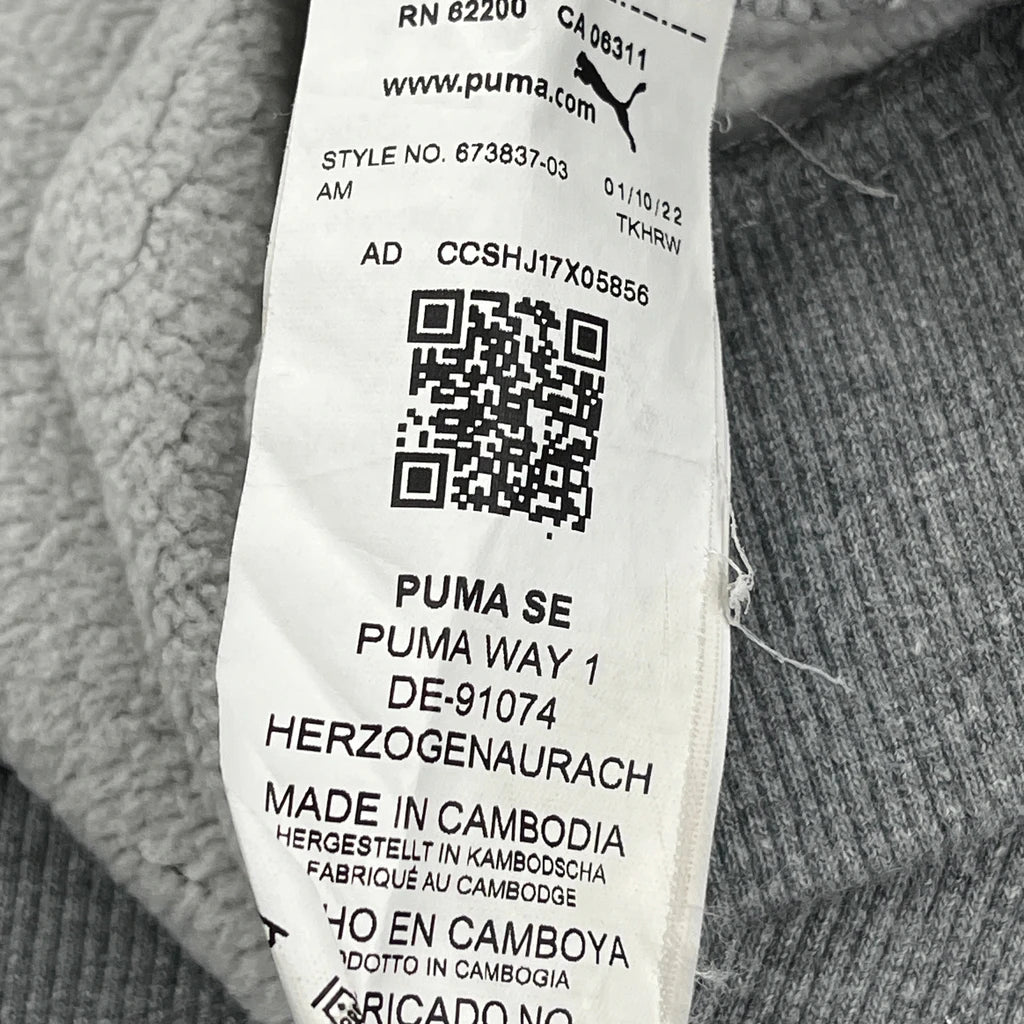 RN 62200 CA 06311
www.puma.com
STYLE NO. 673837-03 01/10/22
AM TKHRW
AD CCSHJ17X05856
PUMA SE
PUMA WAY 1
DE-91074
HERZOGENAURACH
MADE IN CAMBODIA
HERGESTELLT IN KAMBODSCHA
FABRIQUÉ AU CAMBODGE
HO EN CAMBOYA
DOTTO IN CAMBOGIA
RICADO NO